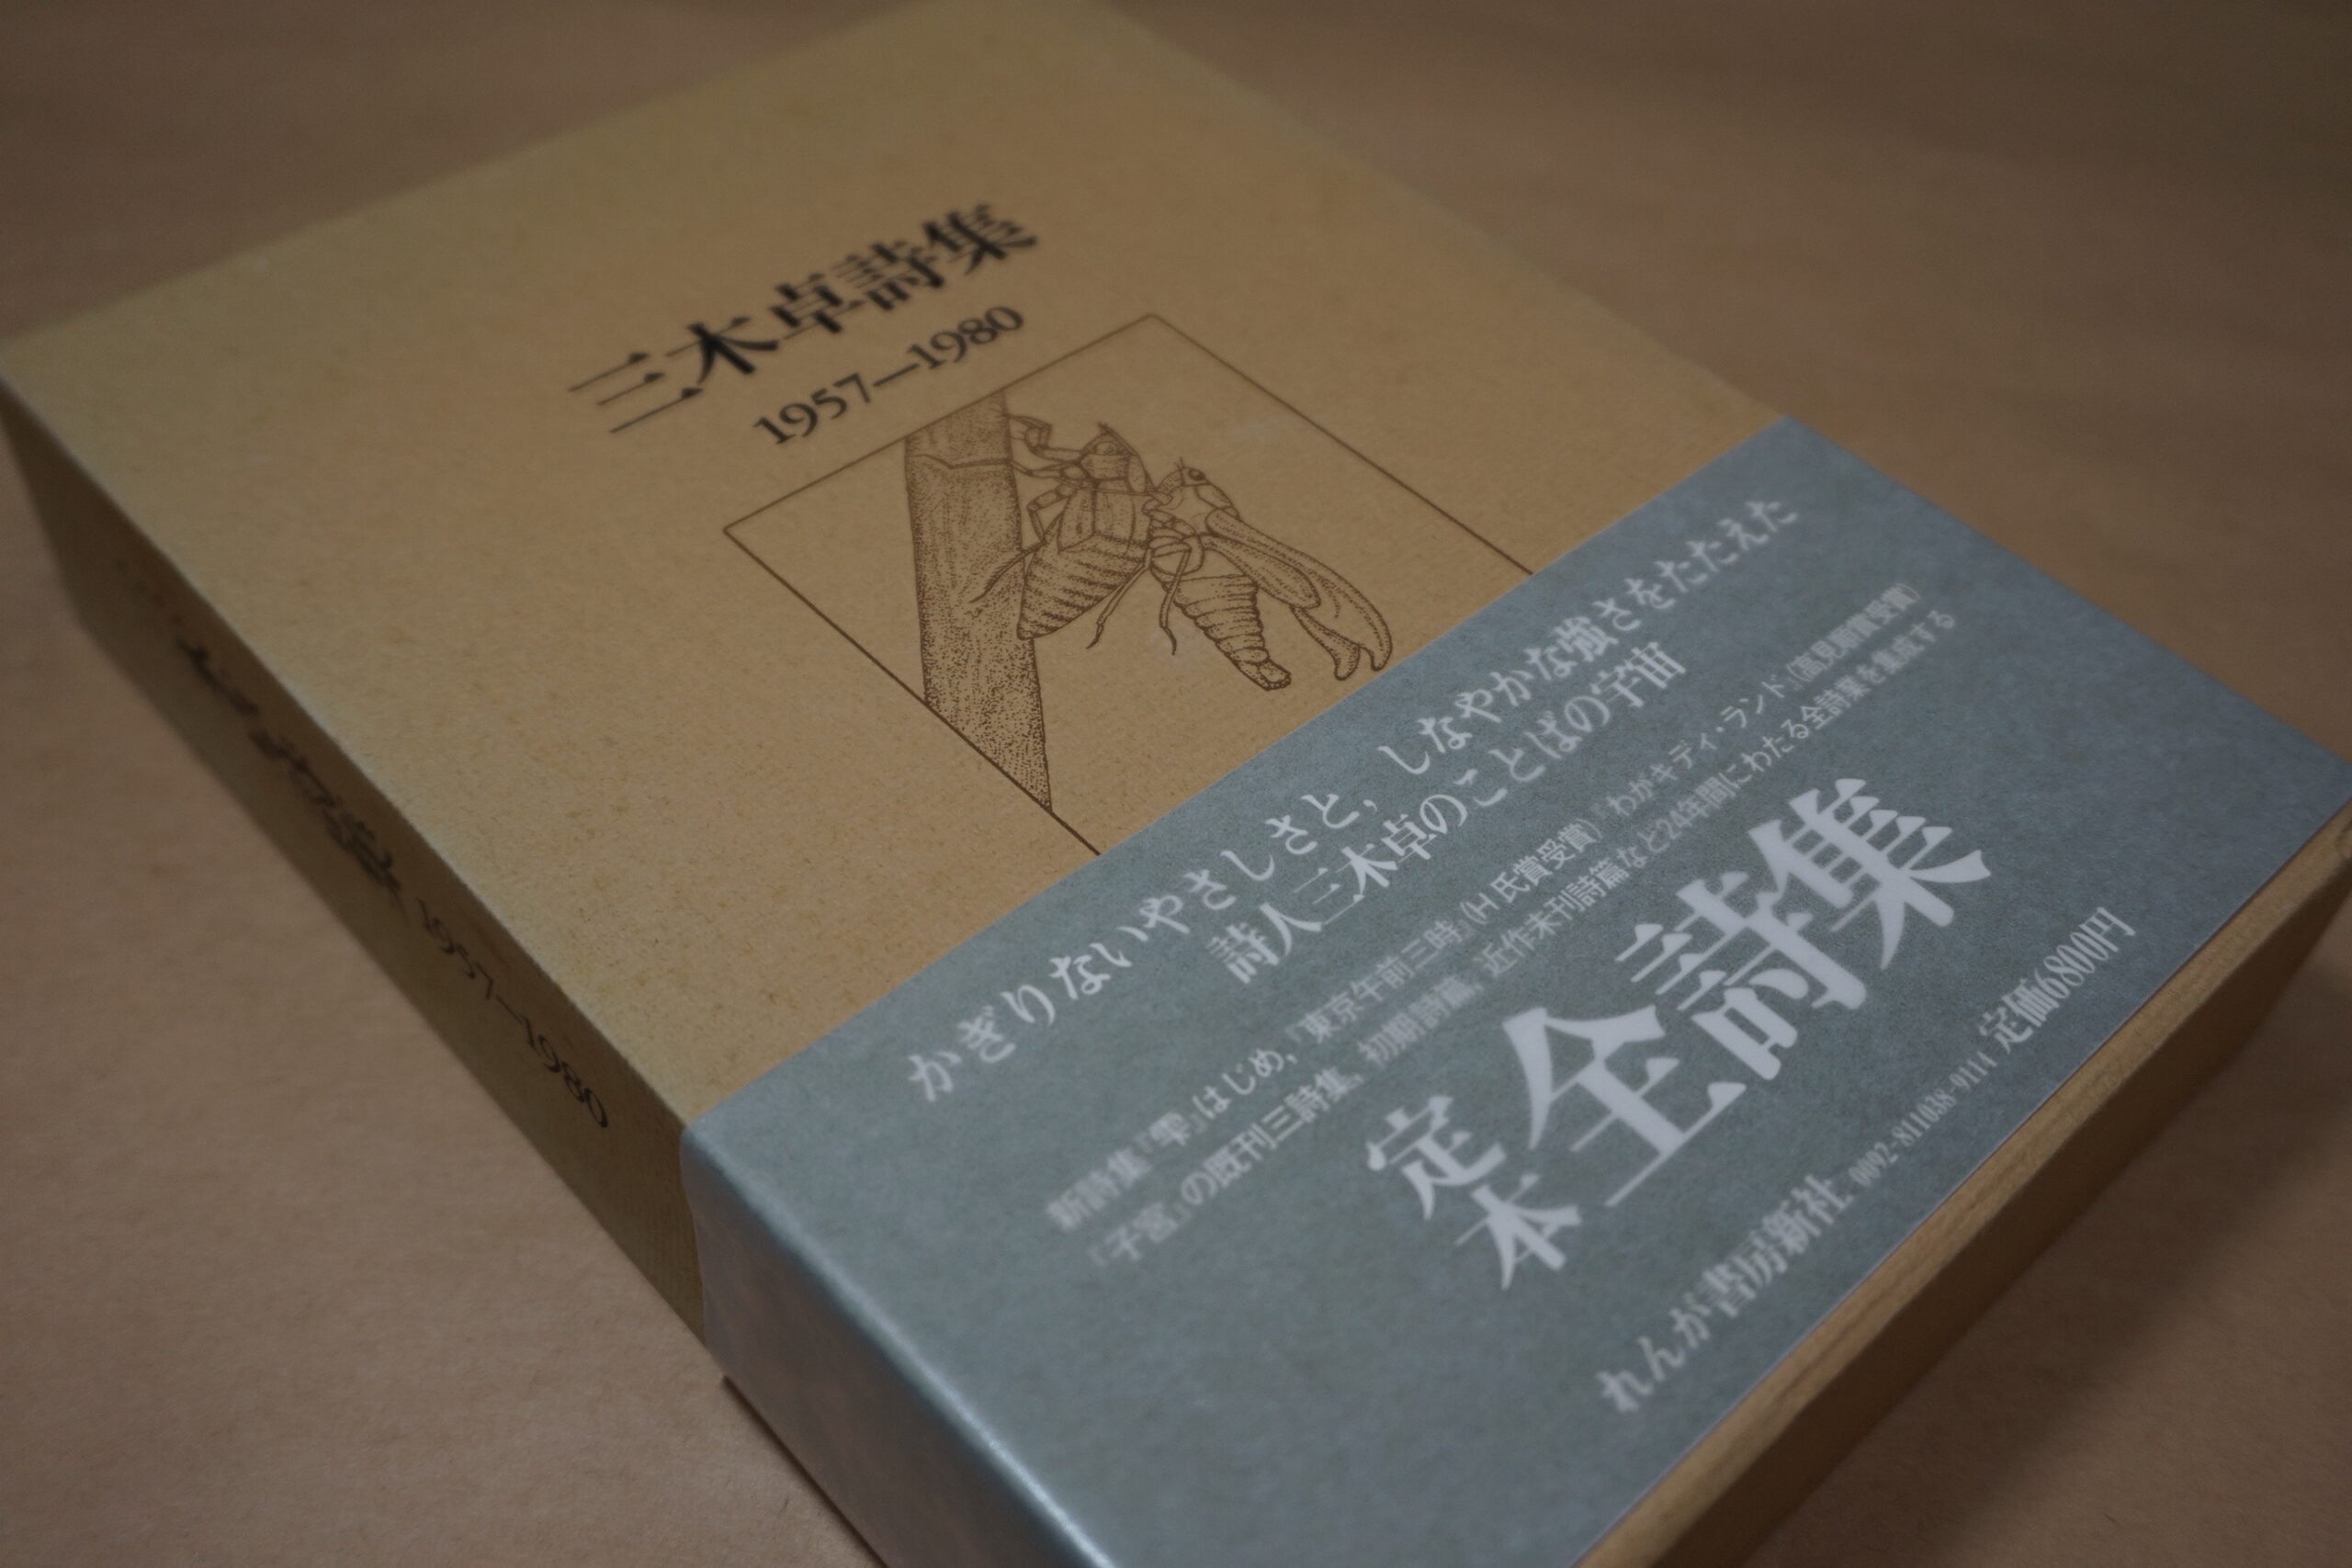 三木卓詩集
1957—1980
かぎりないやさしさと，しなやかな強さをたたえた
詩人三木卓のことばの宇宙
新詩集『雫』はじめ，『東京午前三時』(H氏賞受賞)『わがキディ・ランド』(高見順賞受賞)
『子宮』の既刊三詩集、初期詩篇、近作未刊詩篇など24年間にわたる全詩業を集成する
定本
全詩集
れんが書房新社 0092-811038-9114 定価6800円
三木卓詩集 1957—1980